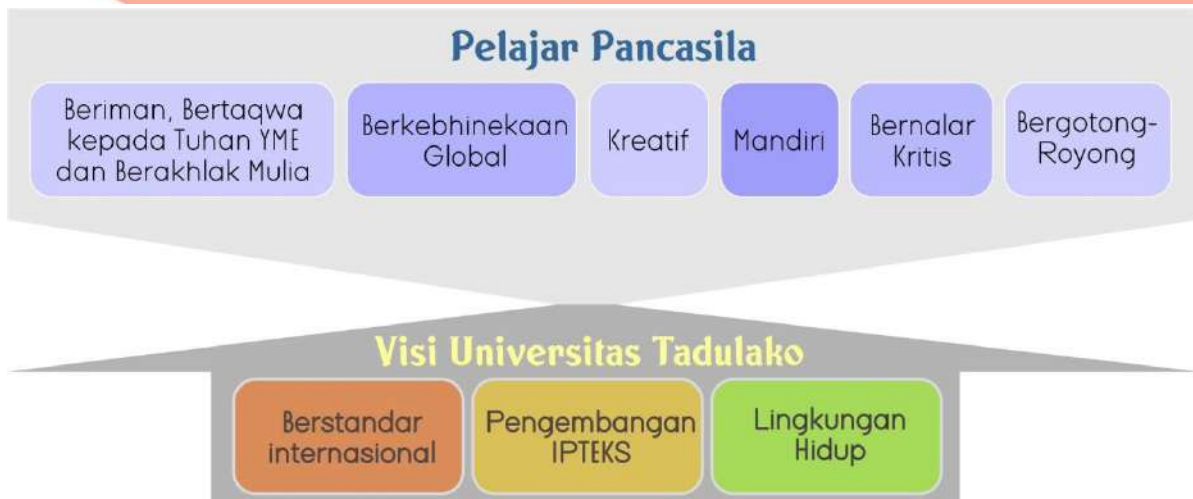 Pelajar Pancasila
Beriman, Bertaqwa
kepada Tuhan YME
dan Berakhlak Mulia
Berkebhinekaan
Global
Kreatif
Mandiri
Bernalar
Kritis
Bergotong-
Royong
Visi Universitas Tadulako
Berstandar
internasional
Pengembangan
IPTEKS
Lingkungan
Hidup